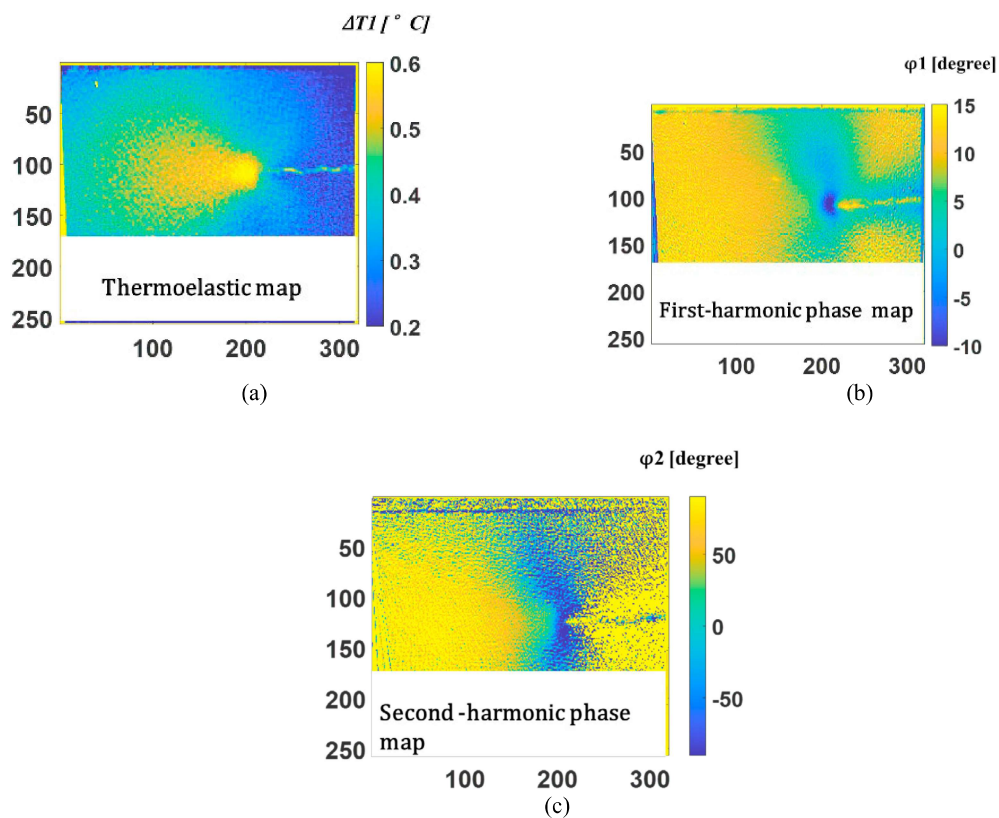 ΔT1 [ ° C]
0.6
0.5
0.4
0.3
0.2
50
100
150
200
250
100 200 300
Thermoelastic map
(a)
φ1 [degree]
15
10
5
0
-5
-10
50
100
150
200
250
100 200 300
First-harmonic phase map
(b)
φ2 [degree]
50
0
-50
50
100
150
200
250
100 200 300
Second -harmonic phase
map
(c)